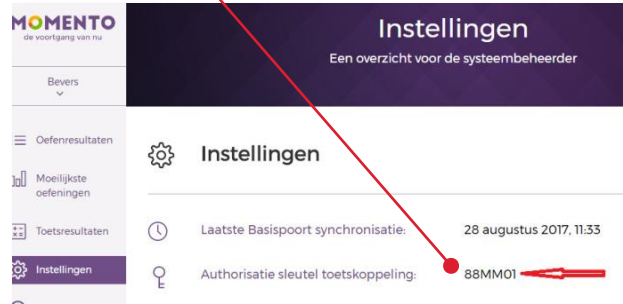 MOMENTO
de voortgang van nu
Bevers
Oefenresultaten
Moeilijkste
oefeningen
Toetsresultaten
Instellingen
Instellingen
Een overzicht voor de systeembeheerder
Instellingen
Laatste Basispoort synchronisatie: 28 augustus 2017, 11:33
Authorisatie sleutel toetskoppeling: 88MM01